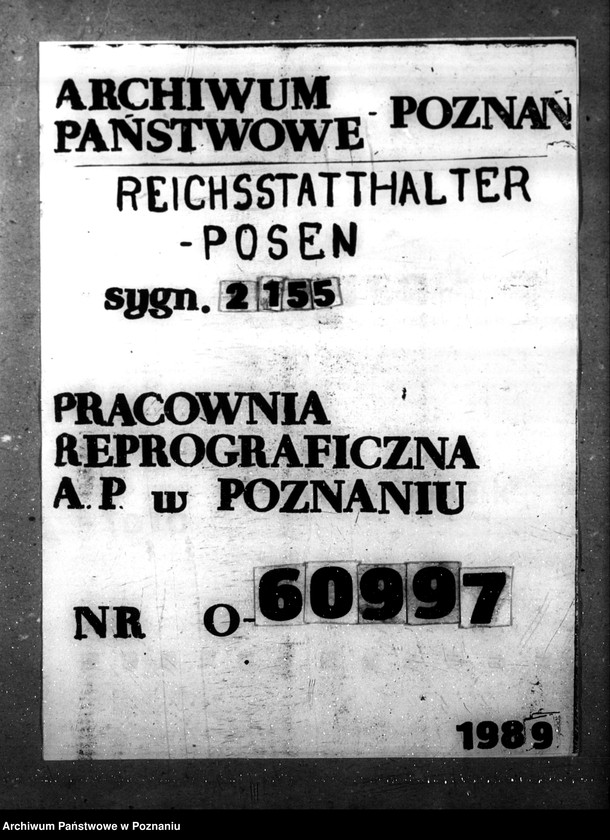 ARCHIWUM
PAŃSTWOWE - POZNAŃ
REICHSSTATTHALTER
-POSEN
sygn. 2155
PRACOWNIA
REPROGRAFICZNA
A.P. w POZNANIU
NR O-60997
1989
Archiwum Państwowe w Poznaniu